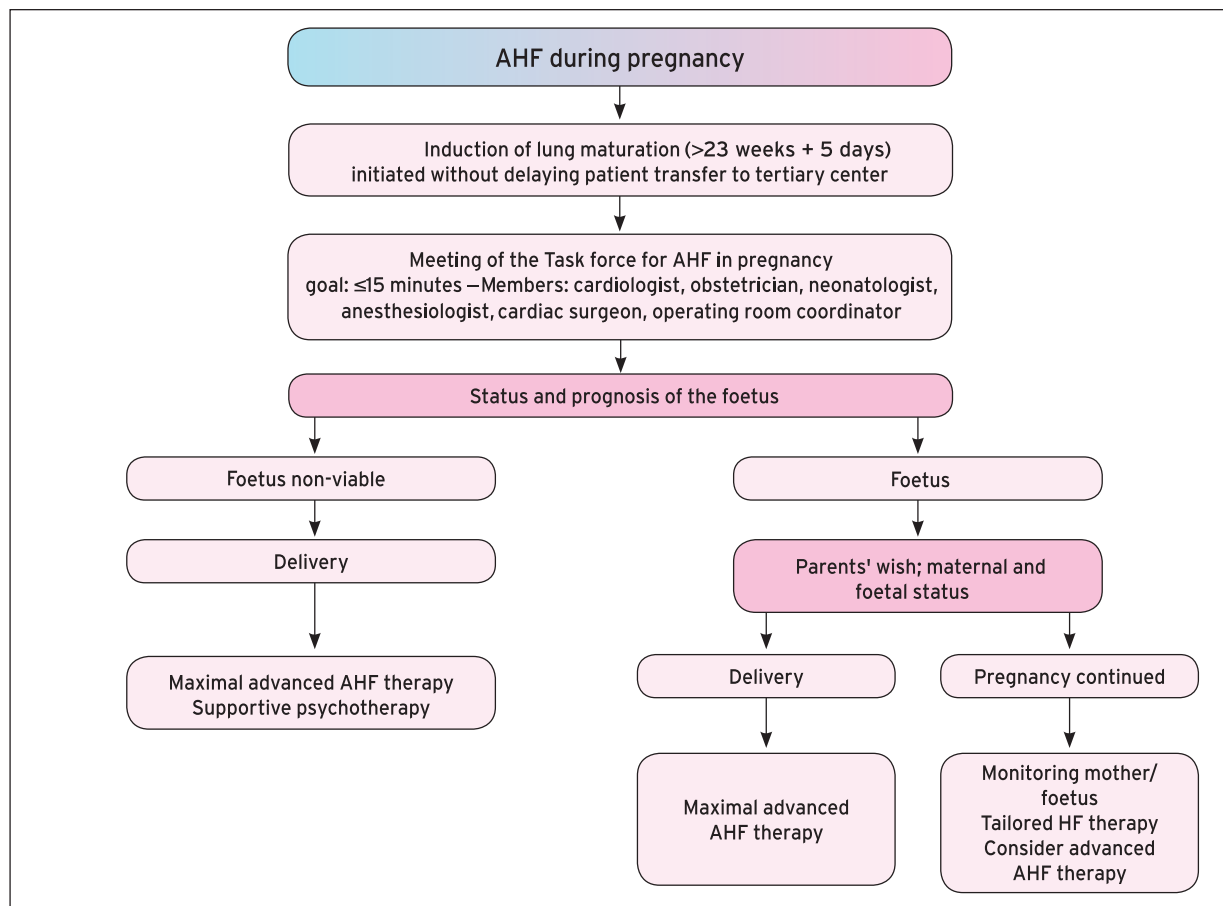 AHF during pregnancy
Induction of lung maturation (>23 weeks + 5 days)
initiated without delaying patient transfer to tertiary center
Meeting of the Task force for AHF in pregnancy
goal: ≤15 minutes –Members: cardiologist, obstetrician, neonatologist,
anesthesiologist, cardiac surgeon, operating room coordinator
Status and prognosis of the foetus
Foetus non-viable
Foetus
Delivery
Parents' wish; maternal and
foetal status
Maximal advanced AHF therapy
Supportive psychotherapy
Delivery
Pregnancy continued
Maximal advanced
AHF therapy
Monitoring mother/
foetus
Tailored HF therapy
Consider advanced
AHF therapy